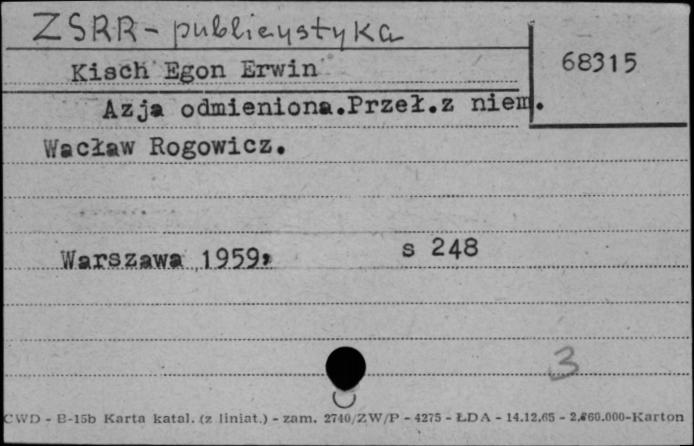 ZSRR - publicystyka
Kisch Egon Erwin
68315
Azja odmieniona.Przeł.z niem.
Wacław Rogowicz.
Warszawa 1959,
s 248
3
CWD - B-15b Karta katal. (z liniat.) - zam. 2740/ZW/P - 4275 - ŁDA - 14.12.65 - 2.860.000-Karton